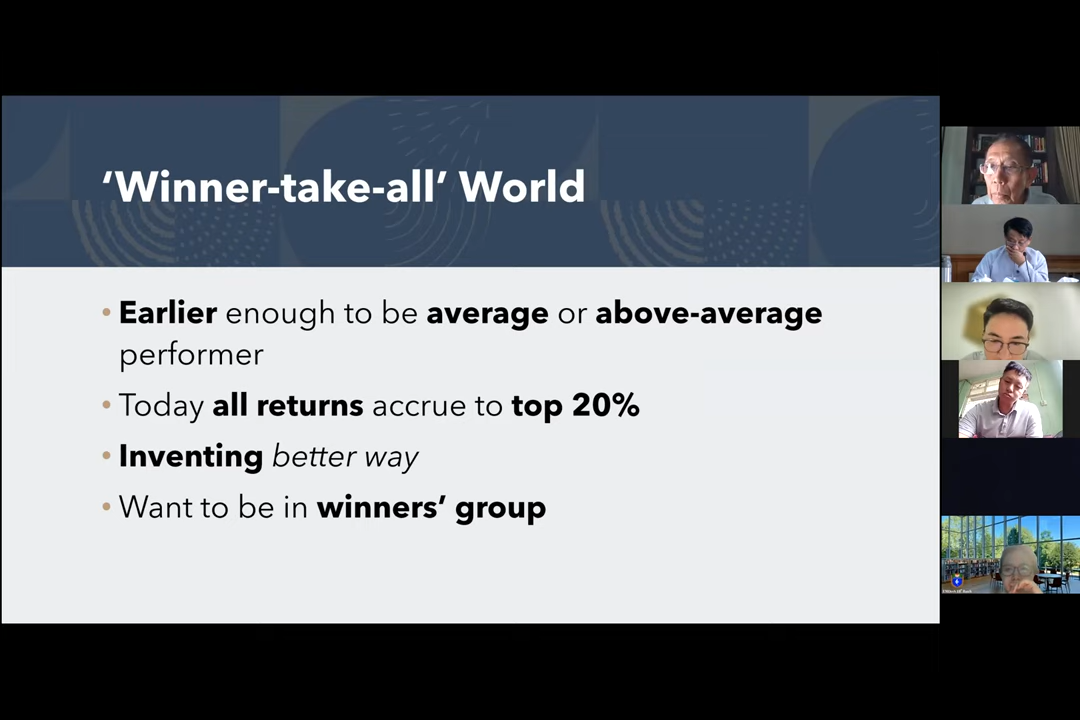 ‘Winner-take-all’ World
• Earlier enough to be average or above-average
performer
• Today all returns accrue to top 20%
• Inventing better way
• Want to be in winners’ group